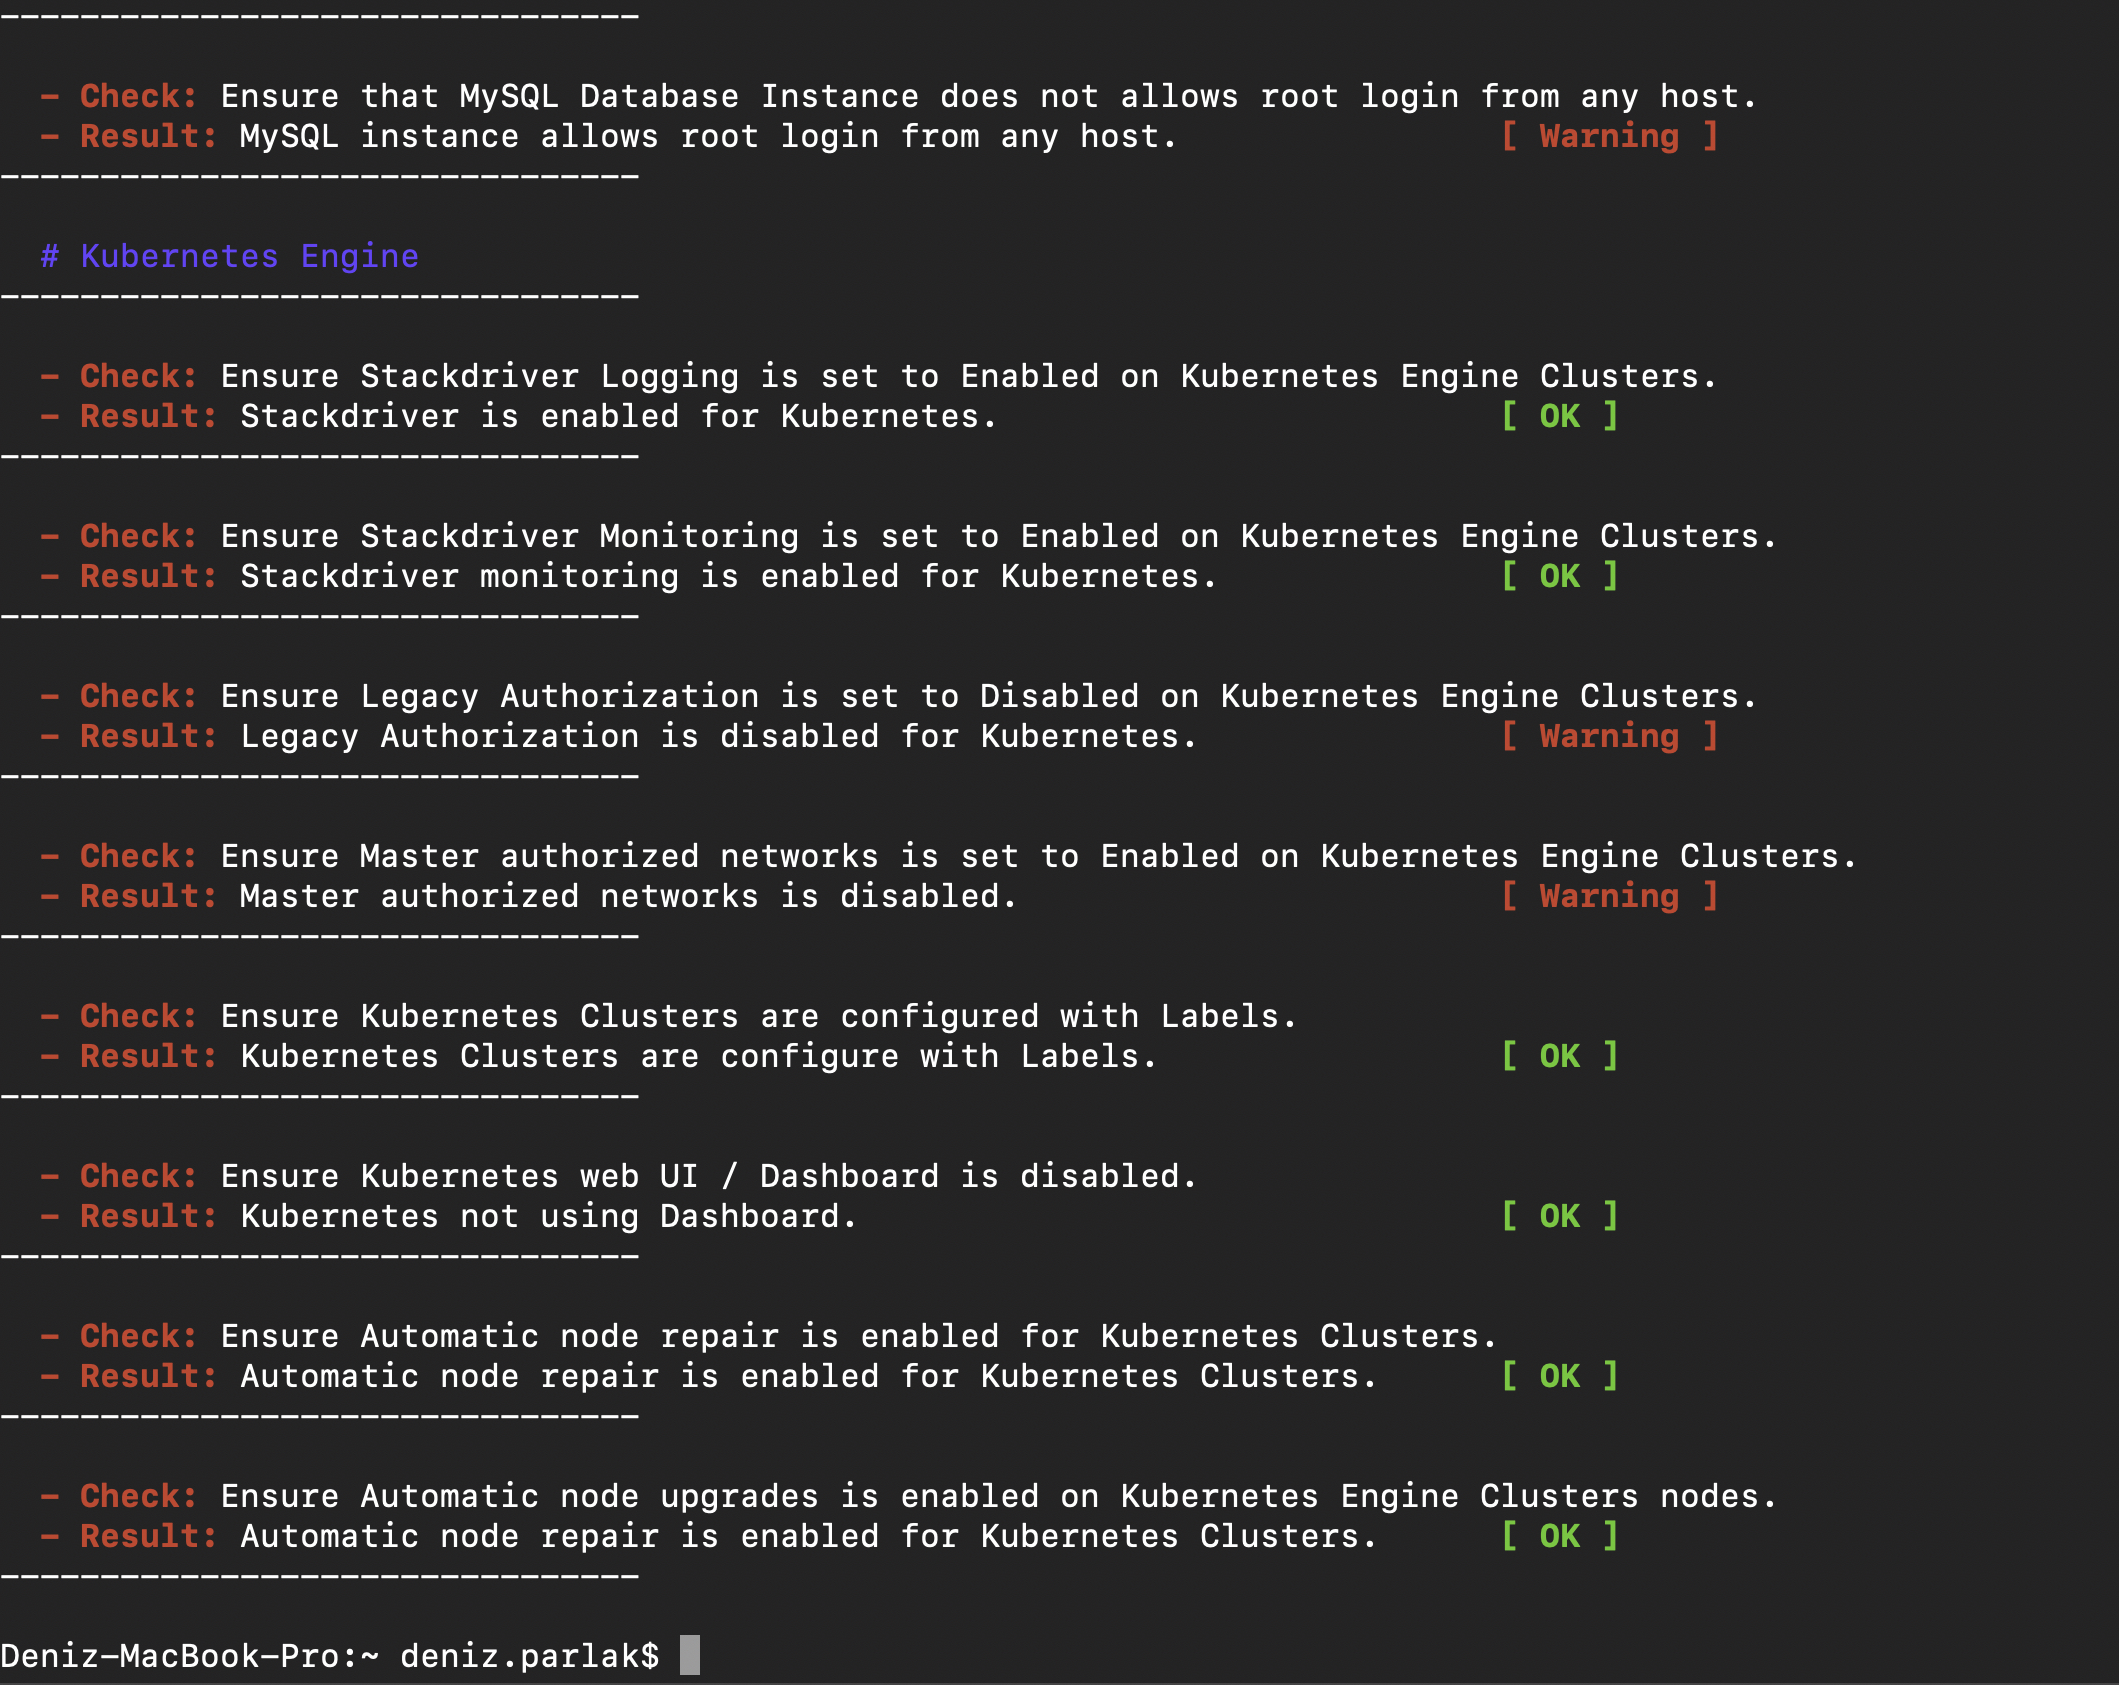 --------------------------------
- Check: Ensure that MySQL Database Instance does not allows root login from any host.
- Result: MySQL instance allows root login from any host. [ Warning ]
--------------------------------
# Kubernetes Engine
--------------------------------
- Check: Ensure Stackdriver Logging is set to Enabled on Kubernetes Engine Clusters.
- Result: Stackdriver is enabled for Kubernetes. [ OK ]
--------------------------------
- Check: Ensure Stackdriver Monitoring is set to Enabled on Kubernetes Engine Clusters.
- Result: Stackdriver monitoring is enabled for Kubernetes. [ OK ]
--------------------------------
- Check: Ensure Legacy Authorization is set to Disabled on Kubernetes Engine Clusters.
- Result: Legacy Authorization is disabled for Kubernetes. [ Warning ]
--------------------------------
- Check: Ensure Master authorized networks is set to Enabled on Kubernetes Engine Clusters.
- Result: Master authorized networks is disabled. [ Warning ]
--------------------------------
- Check: Ensure Kubernetes Clusters are configured with Labels.
- Result: Kubernetes Clusters are configure with Labels. [ OK ]
--------------------------------
- Check: Ensure Kubernetes web UI / Dashboard is disabled.
- Result: Kubernetes not using Dashboard. [ OK ]
--------------------------------
- Check: Ensure Automatic node repair is enabled for Kubernetes Clusters.
- Result: Automatic node repair is enabled for Kubernetes Clusters. [ OK ]
--------------------------------
- Check: Ensure Automatic node upgrades is enabled on Kubernetes Engine Clusters nodes.
- Result: Automatic node repair is enabled for Kubernetes Clusters. [ OK ]
--------------------------------
Deniz-MacBook-Pro:~ deniz.parlak$